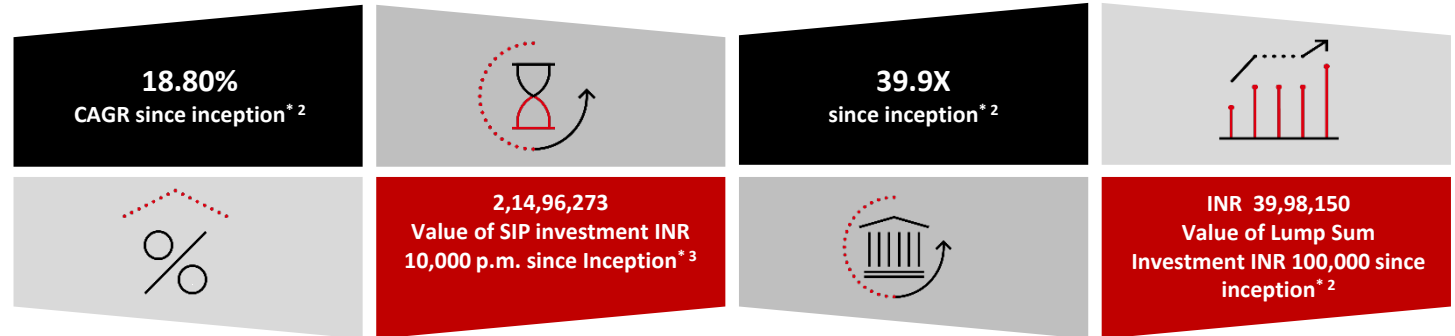 18.80%
CAGR since inception* 2
39.9X
since inception* 2
2,14,96,273
Value of SIP investment INR
10,000 p.m. since Inception* 3
INR 39,98,150
Value of Lump Sum
Investment INR 100,000 since
inception* 2